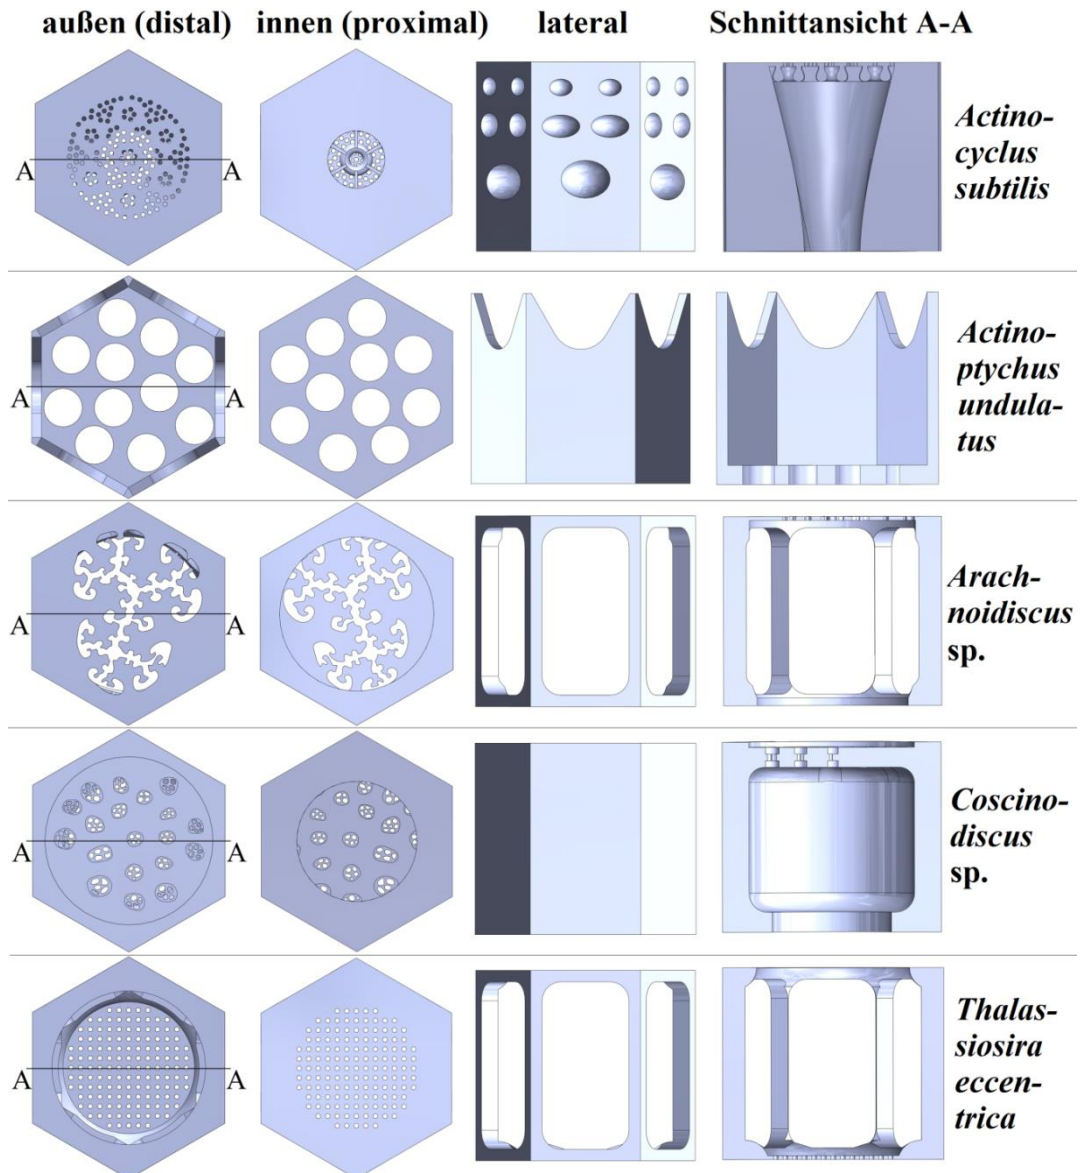 außen (distal) innen (proximal) lateral Schnittansicht A-A
A A
Actino-
cyclus
subtilis
A A
Actino-
ptychus
undula-
tus
A A
Arach-
noidiscus
sp.
A A
Coscino-
discus
sp.
A A
Thalas-
siosira
eccen-
trica